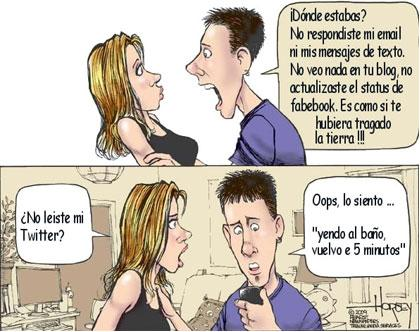 ¡Dónde estabas?
No respondiste mi email
ni mis mensajes de texto.
No veo nada en tu blog, no
actualizaste el status de
fabebook. Es como si te
hubiera tragado
la tierra !!!
¿No leiste mi
Twitter?
Oops, lo siento ...
"yendo al baño,
vuelvo e 5 minutos"
©2009
HORSEY